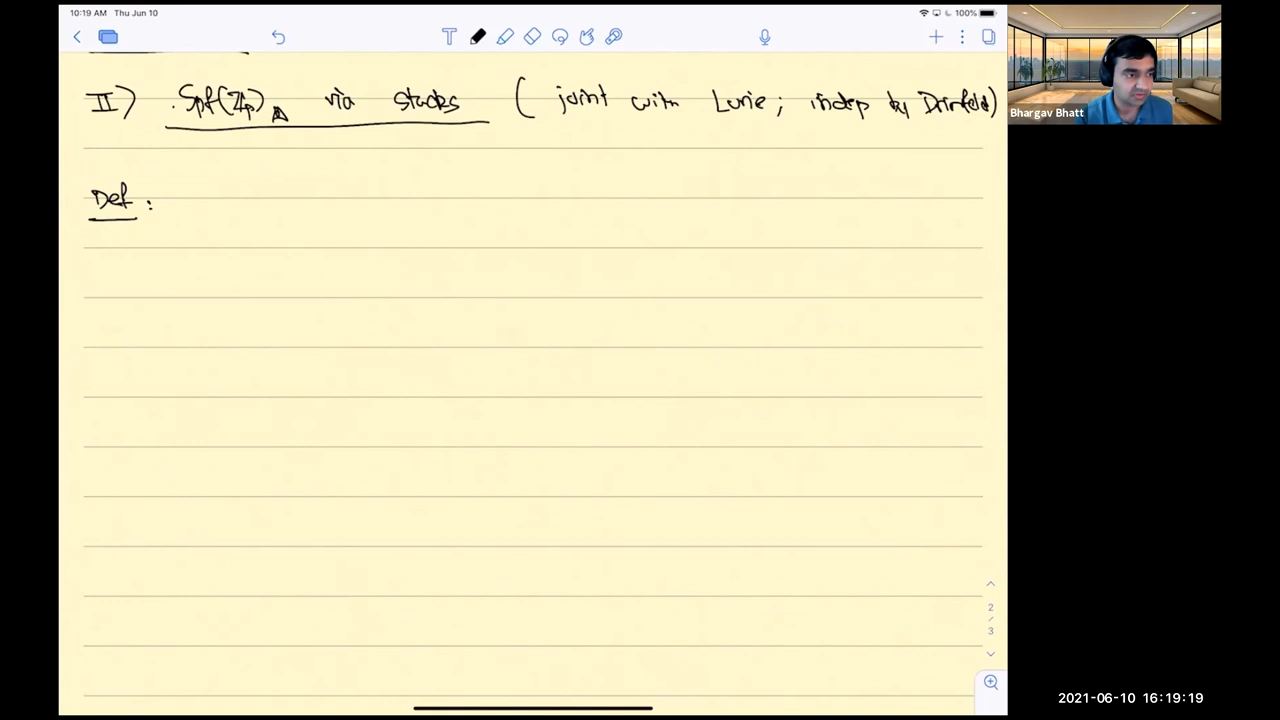 10:19 AM Thu Jun 10
100%
II) Spf(ℤp)_Δ via stacks ( joint with Lurie ; indep by Drinfeld)
Bhargav Bhatt
Def :
2
/
3
2021-06-10 16:19:19